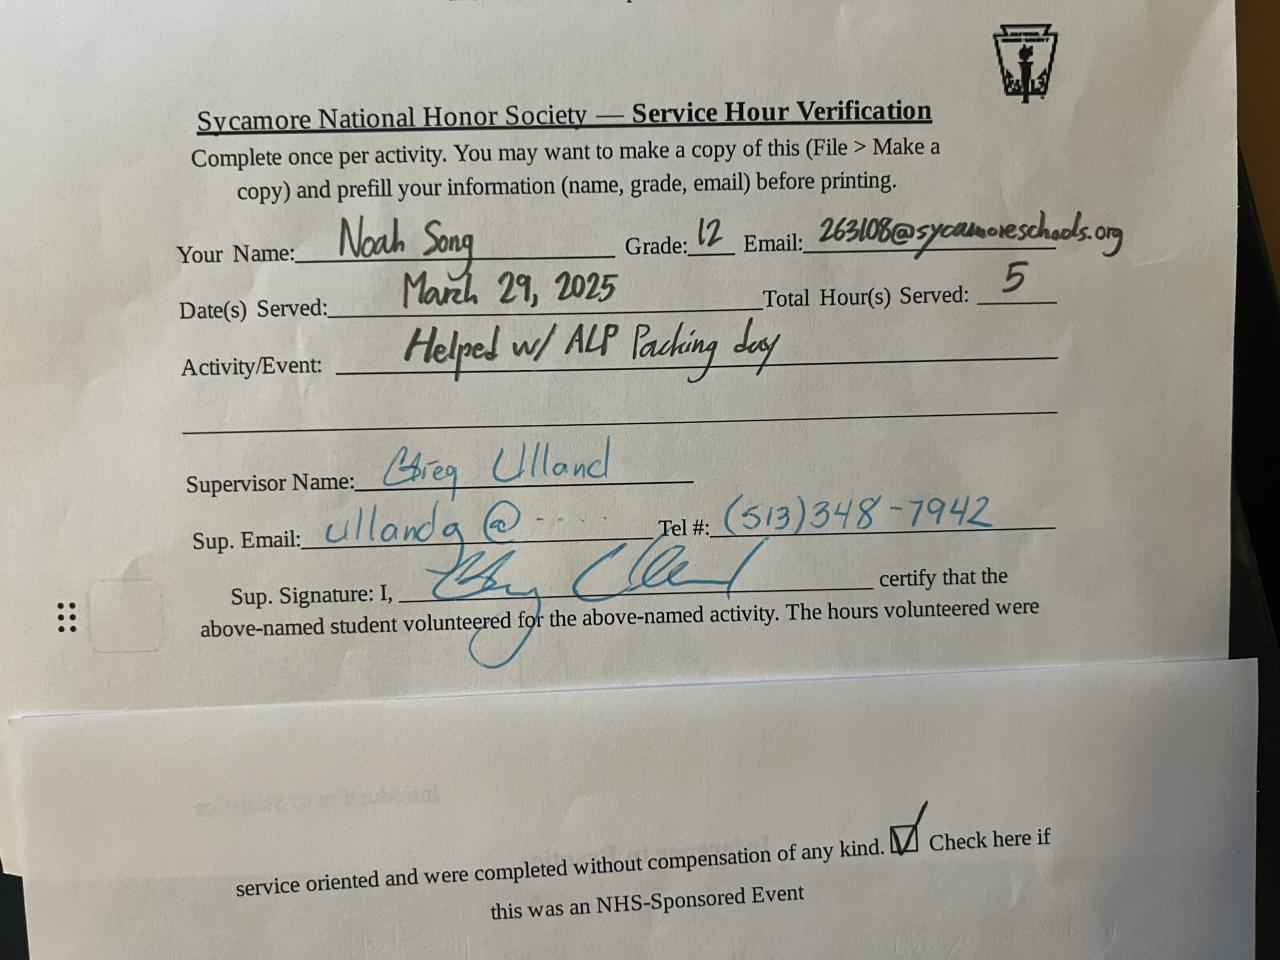 Sycamore National Honor Society — Service Hour Verification
Complete once per activity. You may want to make a copy of this (File > Make a
copy) and prefill your information (name, grade, email) before printing.
Your Name: Noah Song Grade: 12 Email: 263108@sycamoreschools.org
Date(s) Served: March 29, 2025 Total Hour(s) Served: 5
Activity/Event: Helped w/ ALP Packing day
Supervisor Name: Greg Ulland
Sup. Email: ullandg @ - - - - Tel #: (513)348-7942
Sup. Signature: I, certify that the
above-named student volunteered for the above-named activity. The hours volunteered were
service oriented and were completed without compensation of any kind. ☑ Check here if
this was an NHS-Sponsored Event